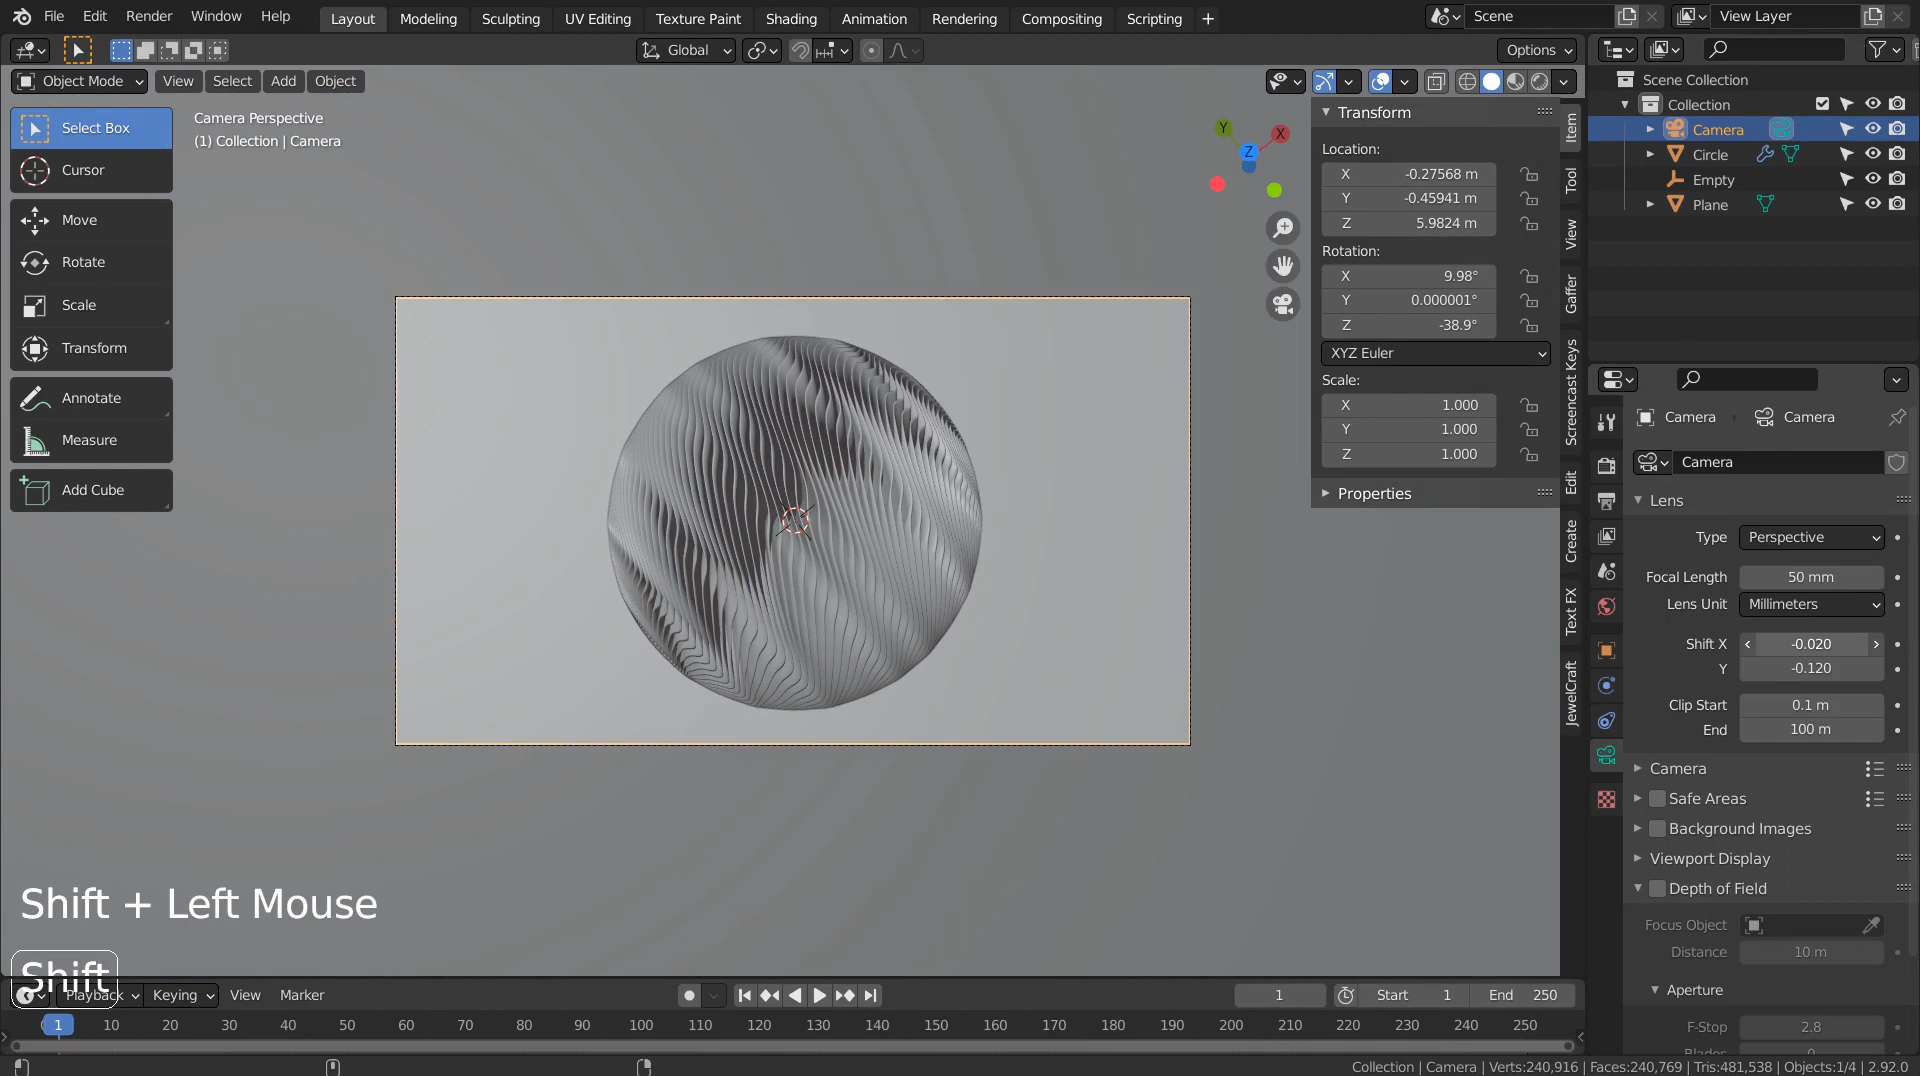 File Edit Render Window Help Layout Modeling Sculpting UV Editing Texture Paint Shading Animation Rendering Compositing Scripting + Scene View Layer
Global Options
Object Mode View Select Add Object
Select Box
Cursor
Move
Rotate
Scale
Transform
Annotate
Measure
Add Cube
Camera Perspective
(1) Collection | Camera
Y X Z
Transform
Location:
X -0.27568 m
Y -0.45941 m
Z 5.9824 m
Rotation:
X 9.98°
Y 0.000001°
Z -38.9°
XYZ Euler
Scale:
X 1.000
Y 1.000
Z 1.000
Properties
Item
Tool
View
Gaffer
Screencast Keys
Edit
Create
Text FX
JewelCraft
Scene Collection
Collection
Camera
Circle
Empty
Plane
Camera Camera
Camera
Lens
Type Perspective
Focal Length 50 mm
Lens Unit Millimeters
Shift X -0.020
Y -0.120
Clip Start 0.1 m
End 100 m
Camera
Safe Areas
Background Images
Viewport Display
Depth of Field
Focus Object
Distance 10 m
Aperture
F-Stop 2.8
Blades 0
Shift + Left Mouse
Shift
Playback Keying View Marker 1 Start 1 End 250
1 10 20 30 40 50 60 70 80 90 100 110 120 130 140 150 160 170 180 190 200 210 220 230 240 250
Collection | Camera | Verts:240,916 | Faces:240,769 | Tris:481,538 | Objects:1/4 | 2.92.0